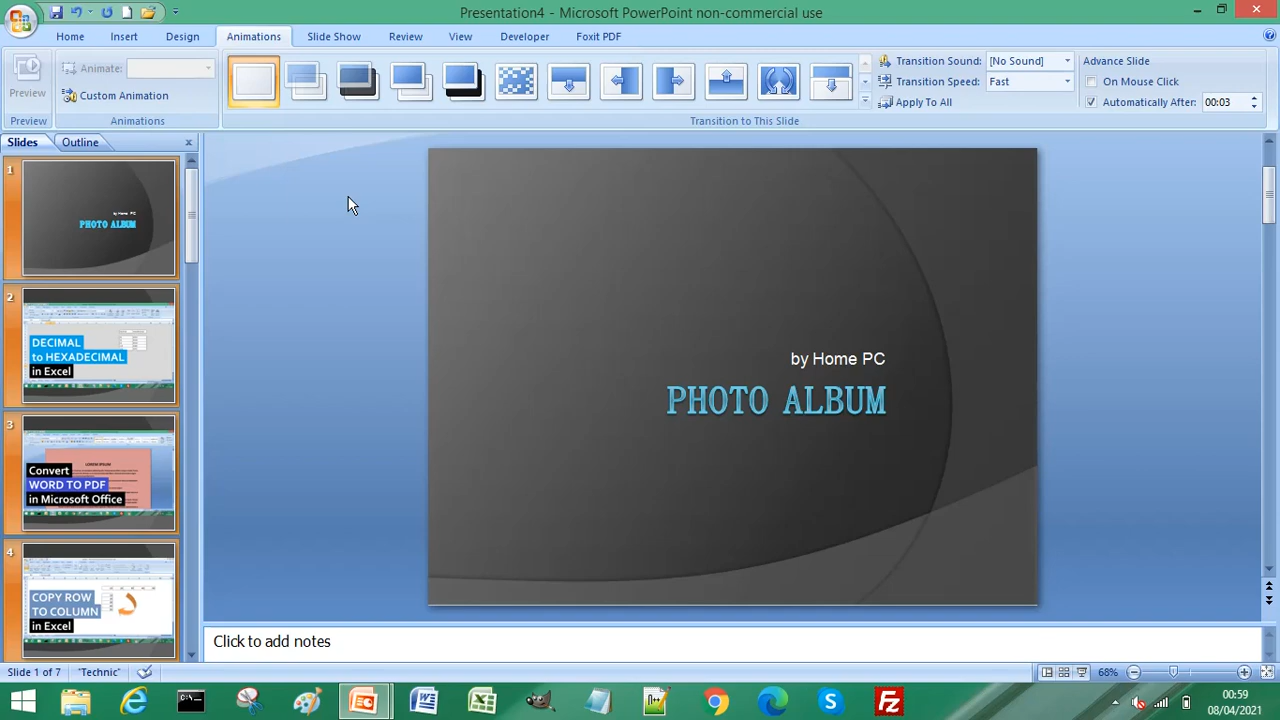 Presentation4 - Microsoft PowerPoint non-commercial use
Home Insert Design Animations Slide Show Review View Developer Foxit PDF
Preview
Preview
Animate:
Custom Animation
Animations
Transition to This Slide
Transition Sound: [No Sound]
Transition Speed: Fast
Apply To All
Advance Slide
On Mouse Click
Automatically After: 00:03
Slides Outline
1
by Home PC
PHOTO ALBUM
2
DECIMAL
to HEXADECIMAL
in Excel
3
Convert
WORD TO PDF
in Microsoft Office
4
COPY ROW
TO COLUMN
in Excel
by Home PC
PHOTO ALBUM
Click to add notes
Slide 1 of 7 "Technic" 68%
00:59
08/04/2021